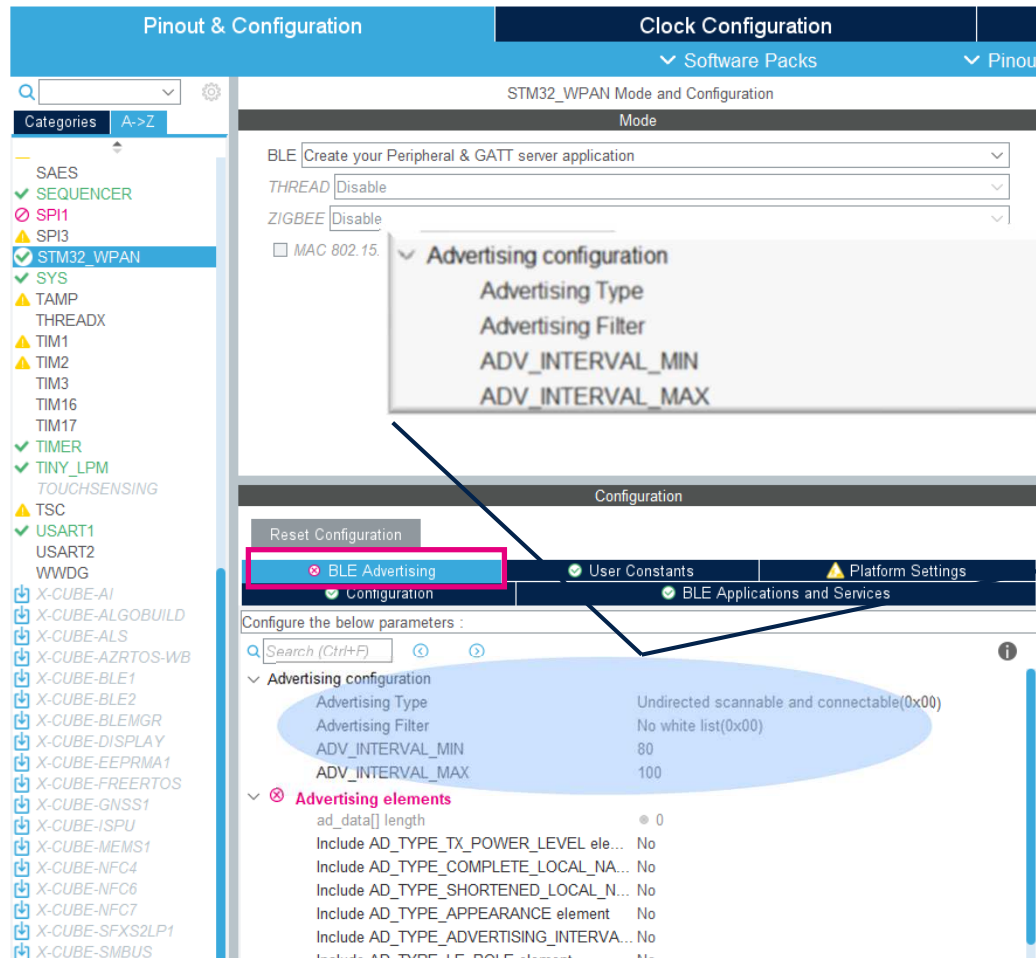 Pinout & Configuration
Clock Configuration
Software Packs
Pinou
STM32_WPAN Mode and Configuration
Categories
A->Z
Mode
SAES
SEQUENCER
SPI1
SPI3
STM32_WPAN
SYS
TAMP
THREADX
TIM1
TIM2
TIM3
TIM16
TIM17
TIMER
TINY_LPM
TOUCHSENSING
TSC
USART1
USART2
WWDG
X-CUBE-AI
X-CUBE-ALGOBUILD
X-CUBE-ALS
X-CUBE-AZRTOS-WB
X-CUBE-BLE1
X-CUBE-BLE2
X-CUBE-BLEMGR
X-CUBE-DISPLAY
X-CUBE-EEPRMA1
X-CUBE-FREERTOS
X-CUBE-GNSS1
X-CUBE-ISPU
X-CUBE-MEMS1
X-CUBE-NFC4
X-CUBE-NFC6
X-CUBE-NFC7
X-CUBE-SFXS2LP1
X-CUBE-SMBUS
BLE Create your Peripheral & GATT server application
THREAD Disable
ZIGBEE Disable
MAC 802.15.
Advertising configuration
Advertising Type
Advertising Filter
ADV_INTERVAL_MIN
ADV_INTERVAL_MAX
Configuration
Reset Configuration
BLE Advertising
User Constants
Platform Settings
Configuration
BLE Applications and Services
Configure the below parameters :
Search (Ctrl+F)
Advertising configuration
Advertising Type Undirected scannable and connectable(0x00)
Advertising Filter No white list(0x00)
ADV_INTERVAL_MIN 80
ADV_INTERVAL_MAX 100
Advertising elements
ad_data[] length 0
Include AD_TYPE_TX_POWER_LEVEL ele... No
Include AD_TYPE_COMPLETE_LOCAL_NA... No
Include AD_TYPE_SHORTENED_LOCAL_N... No
Include AD_TYPE_APPEARANCE element No
Include AD_TYPE_ADVERTISING_INTERVA... No
Include AD_TYPE_LE_ROLE element No